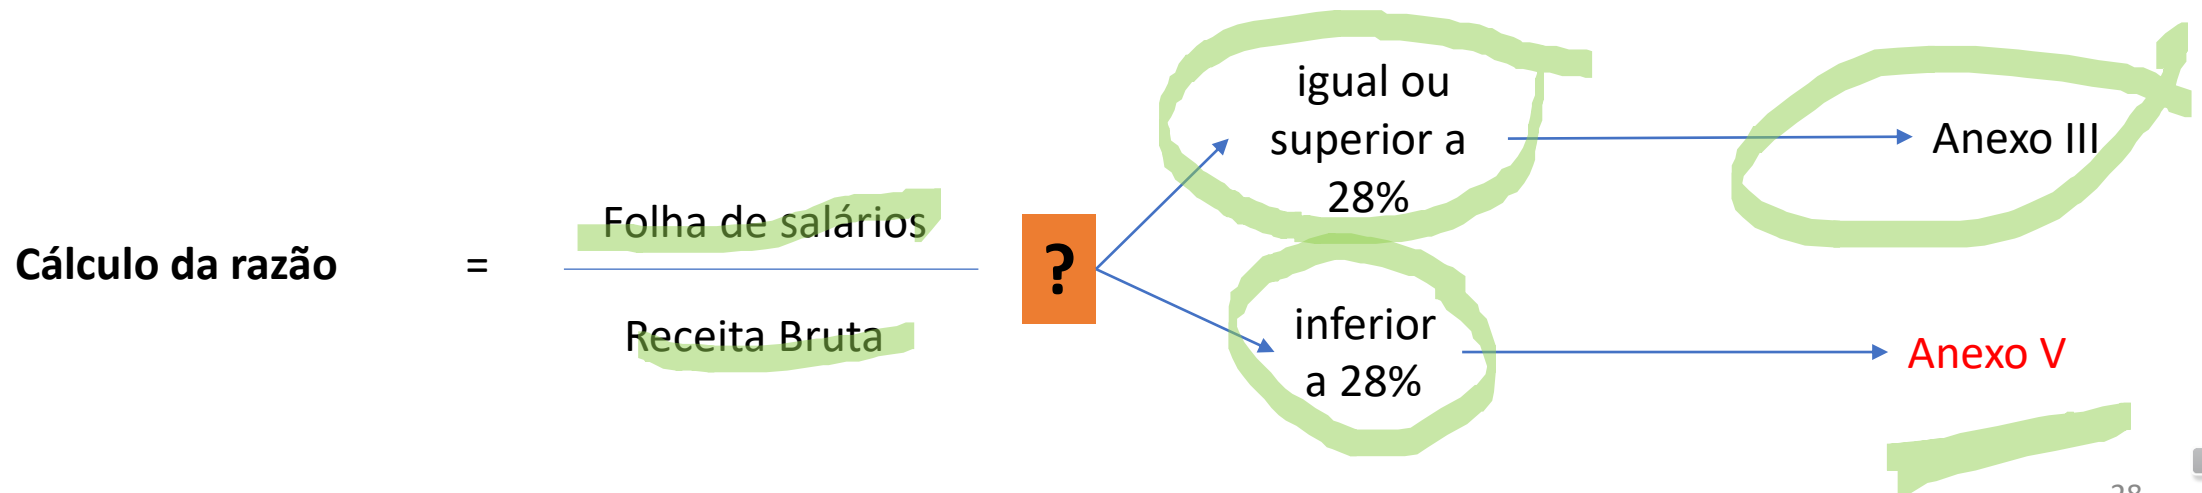 igual ou
superior a
28%
Anexo III
Folha de salários
Cálculo da razão =
?
Receita Bruta
inferior
a 28%
Anexo V